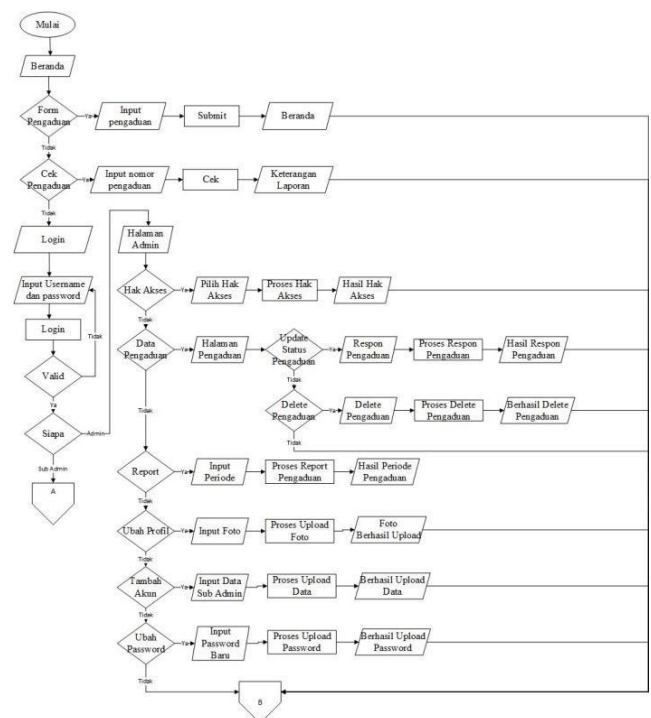 Mulai
Beranda
Form
Pengaduan
Ya
Input
pengaduan
Submit
Beranda
Tidak
Cek
Pengaduan
Ya
Input nomor
pengaduan
Cek
Keterangan
Laporan
Tidak
Login
Input Username
dan password
Login
Tidak
Valid
Ya
Siapa
Admin
Sub Admin
A
Halaman
Admin
Hak Akses
Ya
Pilih Hak
Akses
Proses Hak
Akses
Hasil Hak
Akses
Tidak
Data
Pengaduan
Ya
Halaman
Pengaduan
Update
Status
Pengaduan
Ya
Respon
Pengaduan
Proses Respon
Pengaduan
Hasil Respon
Pengaduan
Tidak
Delete
Pengaduan
Ya
Delete
Pengaduan
Proses Delete
Pengaduan
Berhasil Delete
Pengaduan
Tidak
Tidak
Report
Ya
Input
Periode
Proses Report
Pengaduan
Hasil Periode
Pengaduan
Tidak
Ubah Profil
Ya
Input Foto
Proses Upload
Foto
Foto
Berhasil Upload
Tidak
Tambah
Akun
Ya
Input Data
Sub Admin
Proses Upload
Data
Berhasil Upload
Data
Tidak
Ubah
Password
Ya
Input
Password
Baru
Proses Upload
Password
Berhasil Upload
Password
Tidak
B